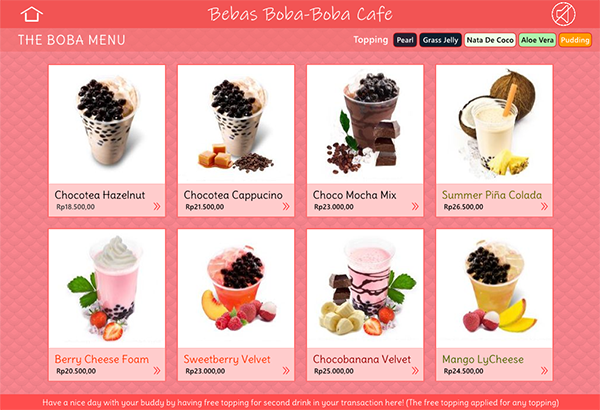 Bebas Boba-Boba Cafe
THE BOBA MENU
Topping Pearl Grass Jelly Nata De Coco Aloe Vera Pudding
Chocotea Hazelnut
Rp18.500,00
Chocotea Cappucino
Rp21.500,00
Choco Mocha Mix
Rp23.000,00
Summer Piña Colada
Rp26.500,00
Berry Cheese Foam
Rp20.500,00
Sweetberry Velvet
Rp23.000,00
Chocobanana Velvet
Rp25.000,00
Mango LyCheese
Rp24.500,00
Have a nice day with your buddy by having free topping for second drink in your transaction here! (The free topping applied for any topping)